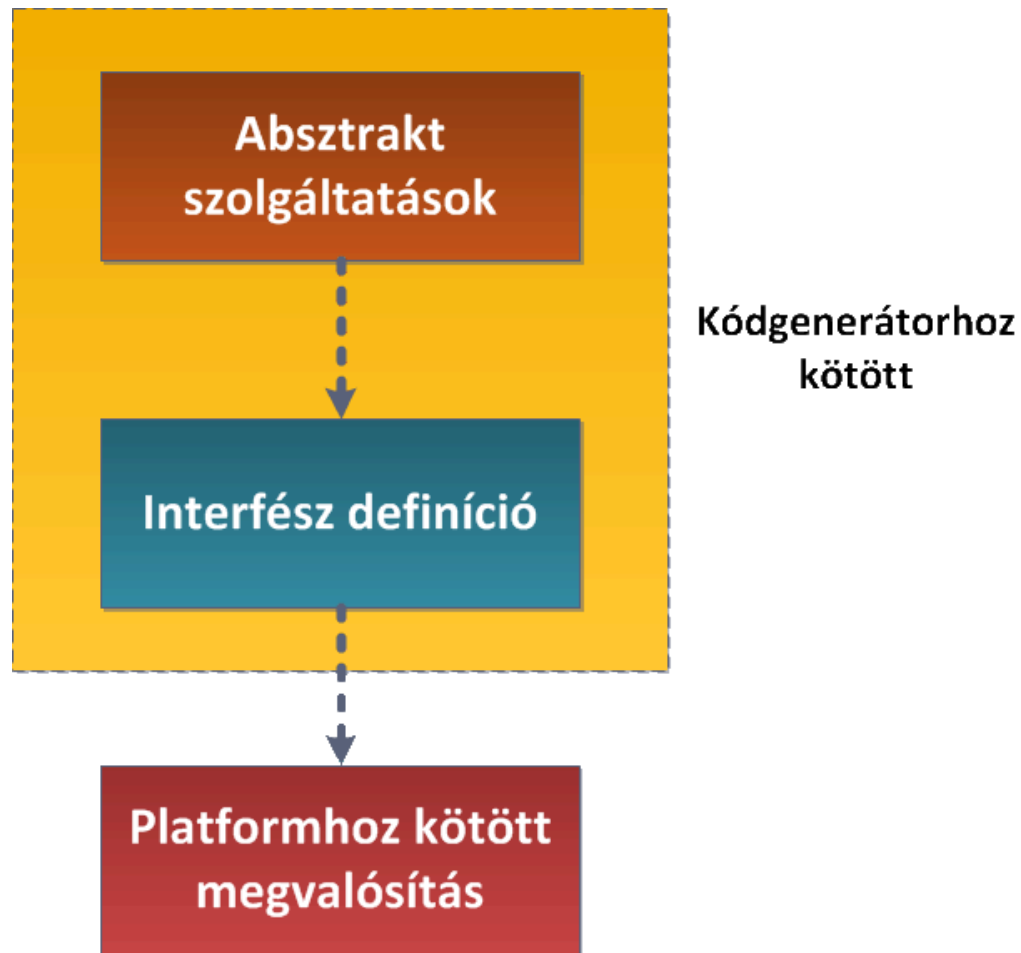 Absztrakt
szolgáltatások
Kódgenerátorhoz
kötött
Interfész definíció
Platformhoz kötött
megvalósítás